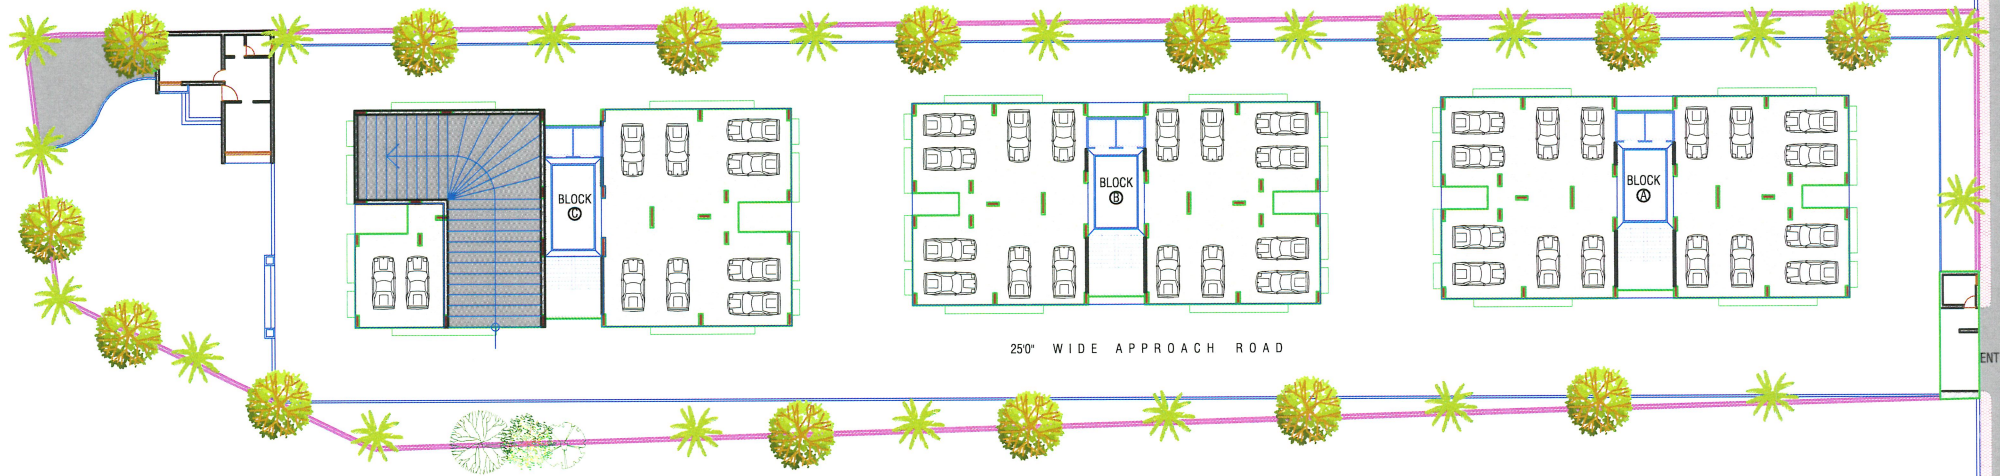 BLOCK
C
BLOCK
B
BLOCK
A
25'0" WIDE APPROACH ROAD
ENT